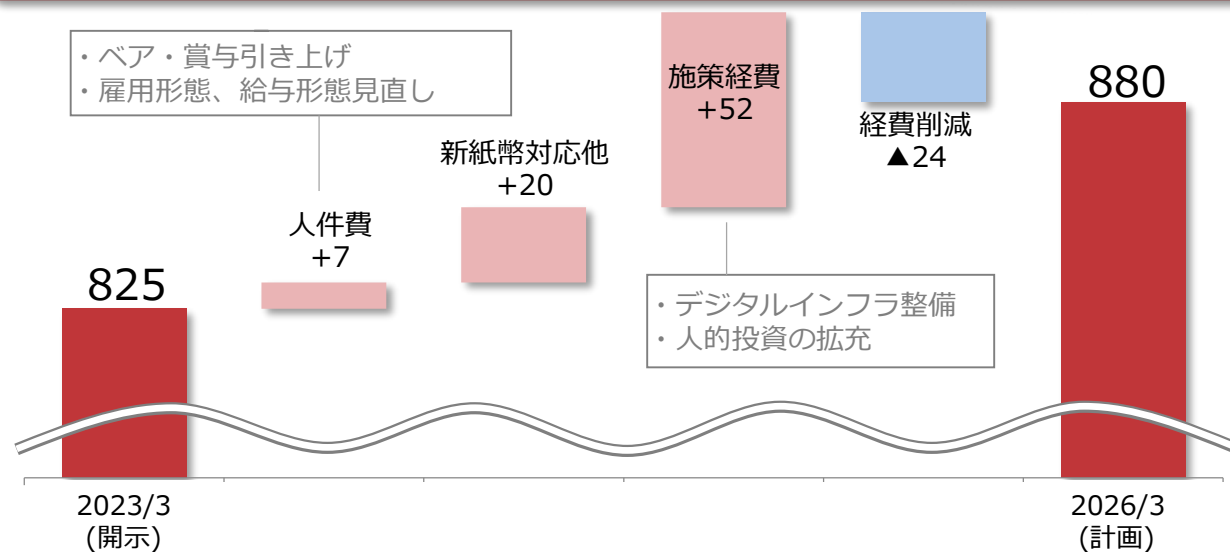 ・ベア・賞与引き上げ
・雇用形態、給与形態見直し
施策経費
+52
880
経費削減
▲24
新紙幣対応他
+20
人件費
+7
825
・デジタルインフラ整備
・人的投資の拡充
2023/3
(開示)
2026/3
(計画)